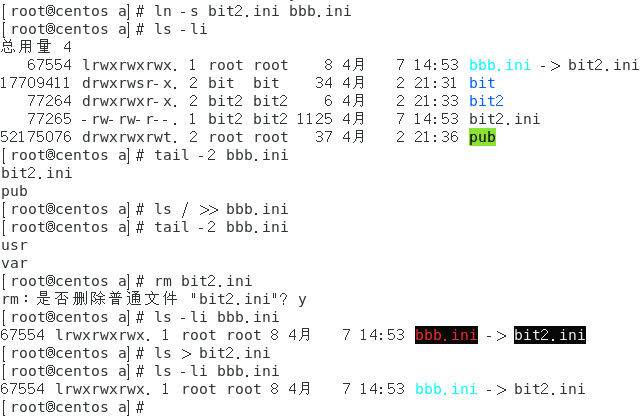 [root@centos a]# ln -s bit2.ini bbb.ini
[root@centos a]# ls -li
总用量 4
67554 lrwxrwxrwx. 1 root root 8 4月 7 14:53 bbb.ini -> bit2.ini
17709411 drwxrwsr-x. 2 bit bit 34 4月 2 21:31 bit
77264 drwxrwxr-x. 2 bit2 bit2 6 4月 2 21:33 bit2
77265 -rw-rw-r--. 1 bit2 bit2 1125 4月 7 14:53 bit2.ini
52175076 drwxrwxrwt. 2 root root 37 4月 2 21:36 pub
[root@centos a]# tail -2 bbb.ini
bit2.ini
pub
[root@centos a]# ls / >> bbb.ini
[root@centos a]# tail -2 bbb.ini
usr
var
[root@centos a]# rm bit2.ini
rm：是否删除普通文件 "bit2.ini"? y
[root@centos a]# ls -li bbb.ini
67554 lrwxrwxrwx. 1 root root 8 4月 7 14:53 bbb.ini -> bit2.ini
[root@centos a]# ls > bit2.ini
[root@centos a]# ls -li bbb.ini
67554 lrwxrwxrwx. 1 root root 8 4月 7 14:53 bbb.ini -> bit2.ini
[root@centos a]#